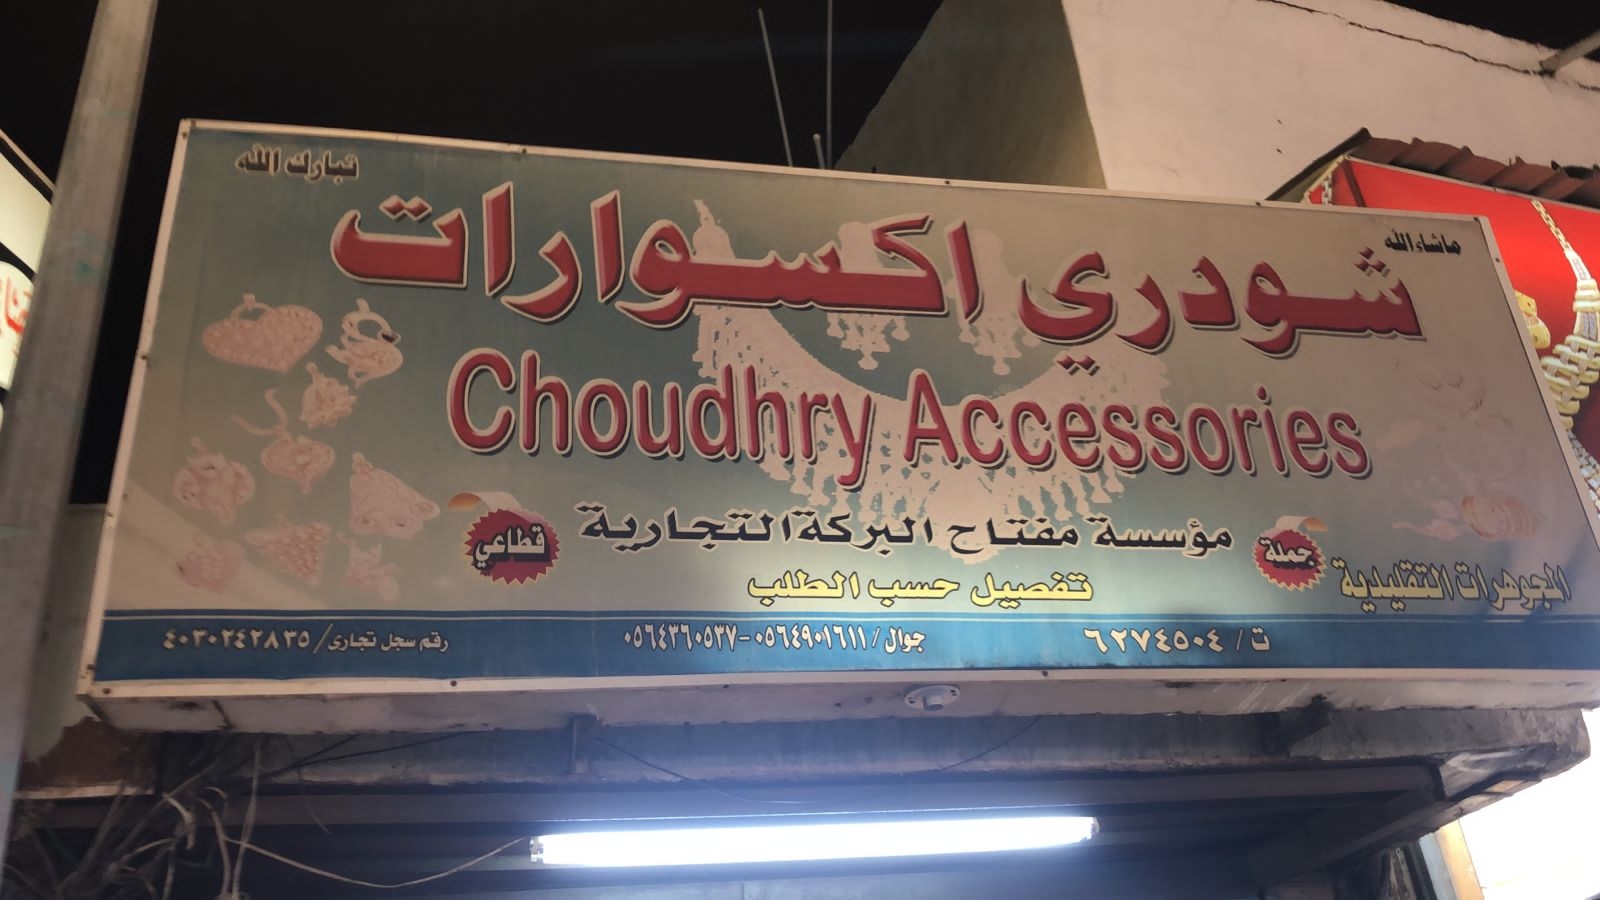 ماشاء الله
تبارك الله
شودري اكسوارات
Choudhry Accessories
مؤسسة مفتاح البركة التجارية
جملة
قطاعي
المجوهرات التقليدية
تفصيل حسب الطلب
ت / ٦٢٧٤٥٠٤
جوال / ٠٥٦٤٩٠١٦١١-٠٥٦٤٣٦٠٥٣٧
رقم سجل تجارى / ٤٠٣٠٢٤٢٨٣٥